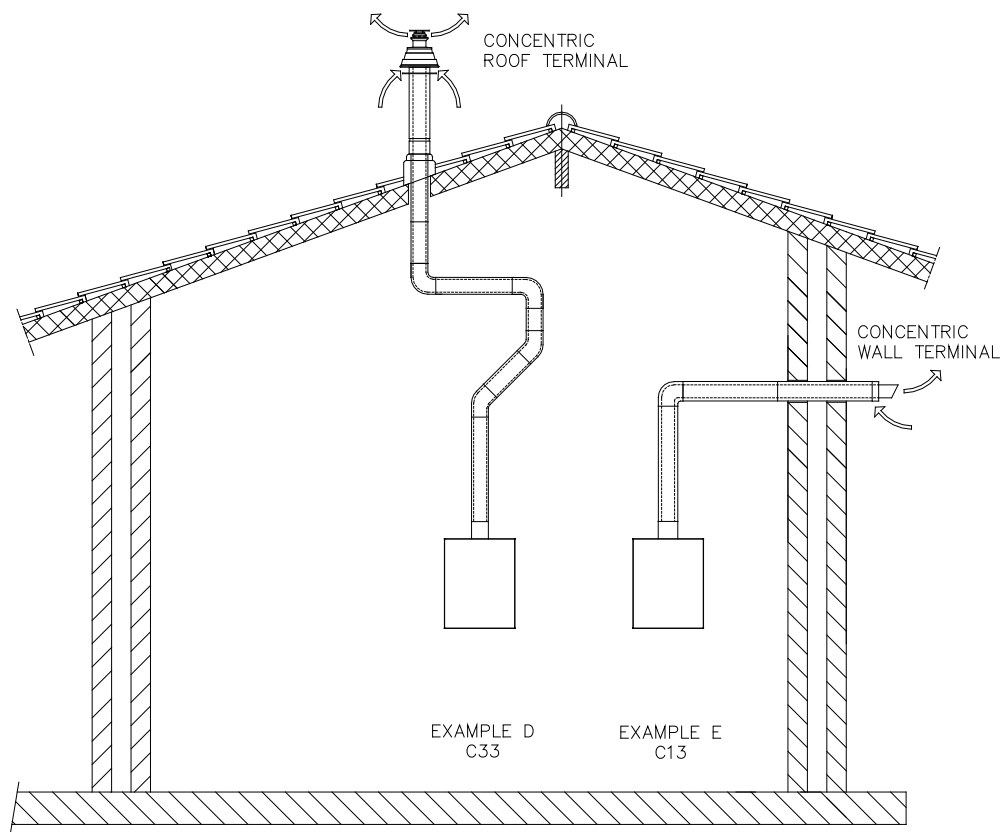 CONCENTRIC
ROOF TERMINAL
CONCENTRIC
WALL TERMINAL
EXAMPLE D
C33
EXAMPLE E
C13